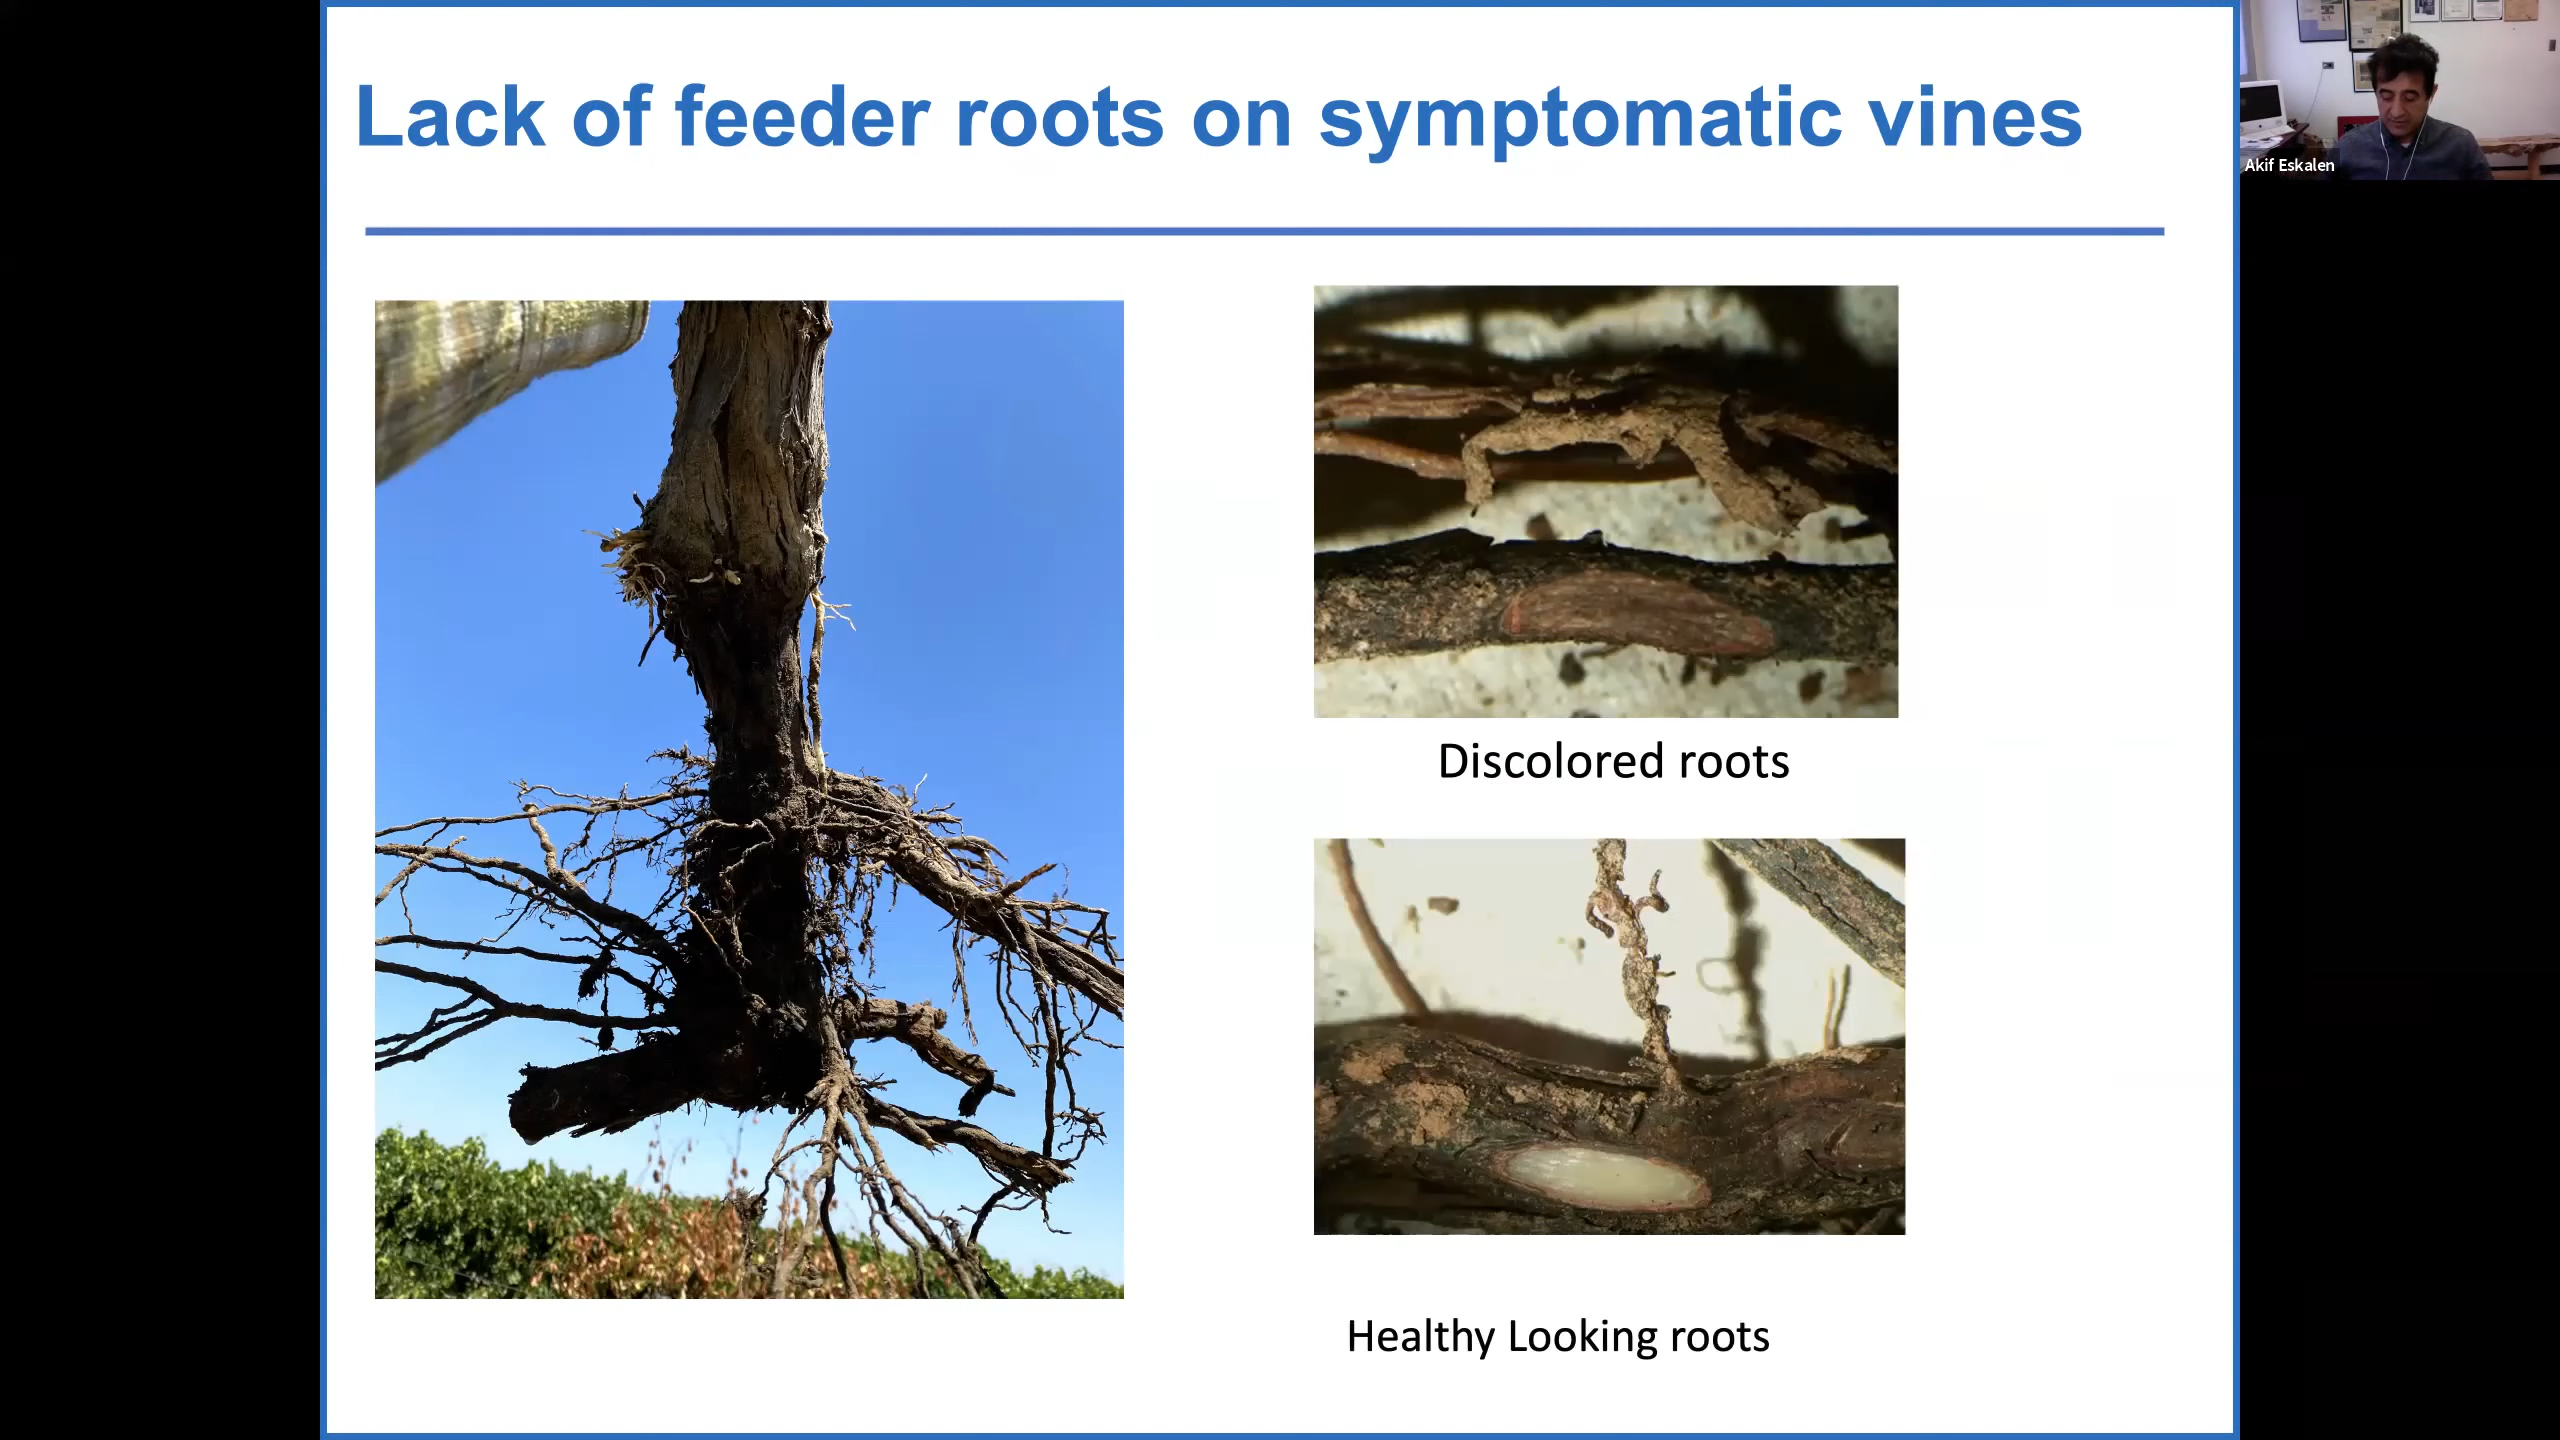 Lack of feeder roots on symptomatic vines
Akif Eskalen
Discolored roots
Healthy Looking roots